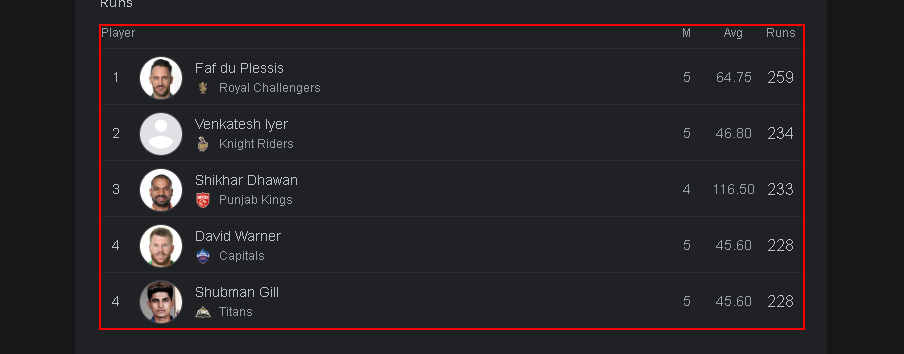 Runs
Player M Avg Runs
1 Faf du Plessis 5 64.75 259
Royal Challengers
2 Venkatesh Iyer 5 46.80 234
Knight Riders
3 Shikhar Dhawan 4 116.50 233
Punjab Kings
4 David Warner 5 45.60 228
Capitals
4 Shubman Gill 5 45.60 228
Titans